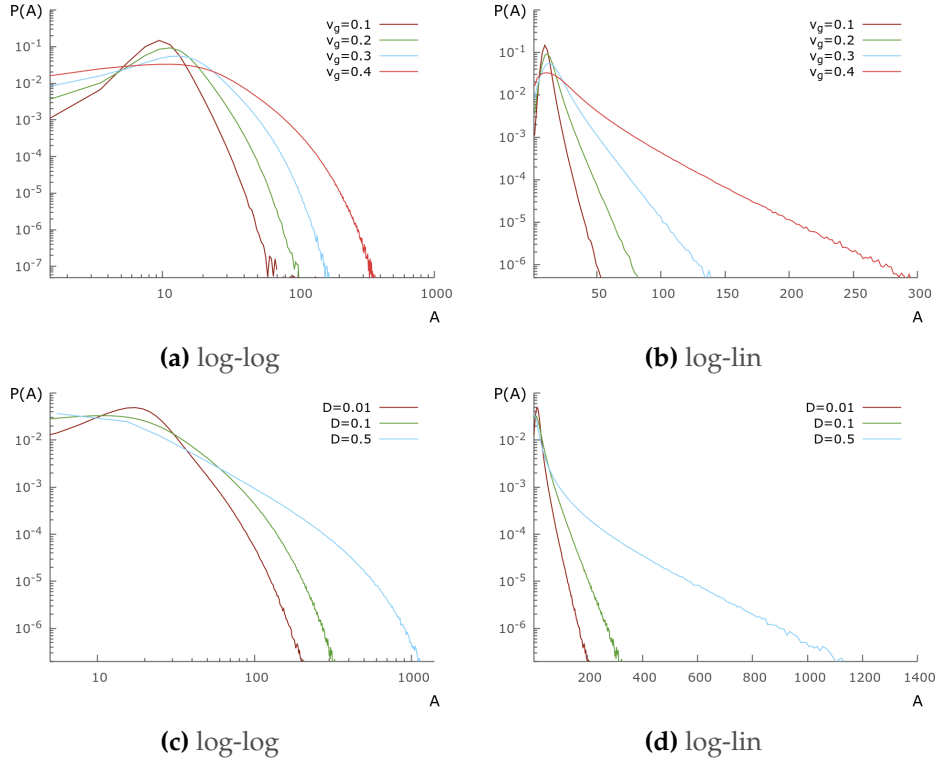 P(A)
v_g=0.1
v_g=0.2
v_g=0.3
v_g=0.4
10^0
10^-1
10^-2
10^-3
10^-4
10^-5
10^-6
10^-7
10 100 1000
A
(a) log-log
P(A)
v_g=0.1
v_g=0.2
v_g=0.3
v_g=0.4
10^0
10^-1
10^-2
10^-3
10^-4
10^-5
10^-6
50 100 150 200 250 300
A
(b) log-lin
P(A)
D=0.01
D=0.1
D=0.5
10^-2
10^-3
10^-4
10^-5
10^-6
10 100 1000
A
(c) log-log
P(A)
D=0.01
D=0.1
D=0.5
10^-2
10^-3
10^-4
10^-5
10^-6
200 400 600 800 1000 1200 1400
A
(d) log-lin